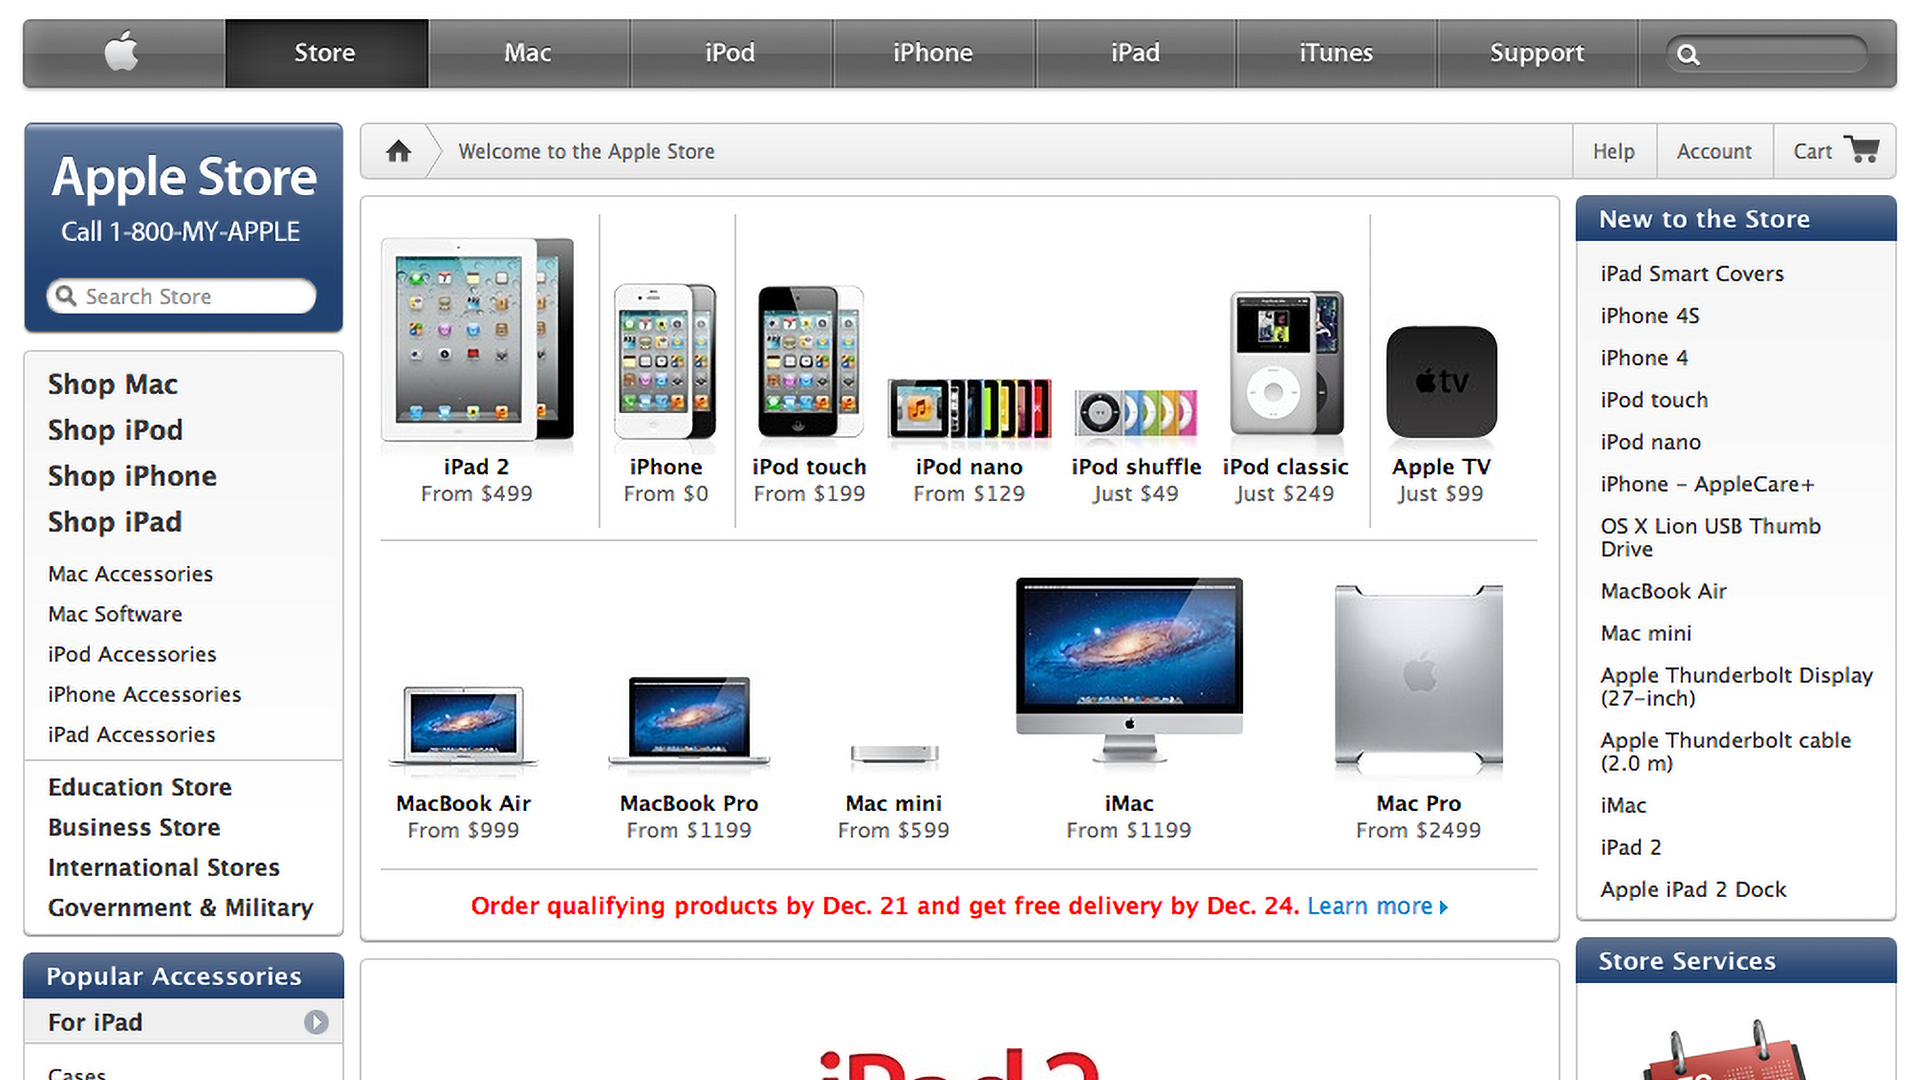 Store
Mac
iPod
iPhone
iPad
iTunes
Support
Apple Store
Call 1-800-MY-APPLE
Search Store
Welcome to the Apple Store
Help
Account
Cart
Shop Mac
Shop iPod
Shop iPhone
Shop iPad
Mac Accessories
Mac Software
iPod Accessories
iPhone Accessories
iPad Accessories
Education Store
Business Store
International Stores
Government & Military
Popular Accessories
For iPad
Cases
iPad 2
From $499
iPhone
From $0
iPod touch
From $199
iPod nano
From $129
iPod shuffle
Just $49
iPod classic
Just $249
tv
Apple TV
Just $99
MacBook Air
From $999
MacBook Pro
From $1199
Mac mini
From $599
iMac
From $1199
Mac Pro
From $2499
Order qualifying products by Dec. 21 and get free delivery by Dec. 24. Learn more
iPad 2
New to the Store
iPad Smart Covers
iPhone 4S
iPhone 4
iPod touch
iPod nano
iPhone – AppleCare+
OS X Lion USB Thumb
Drive
MacBook Air
Mac mini
Apple Thunderbolt Display
(27-inch)
Apple Thunderbolt cable
(2.0 m)
iMac
iPad 2
Apple iPad 2 Dock
Store Services